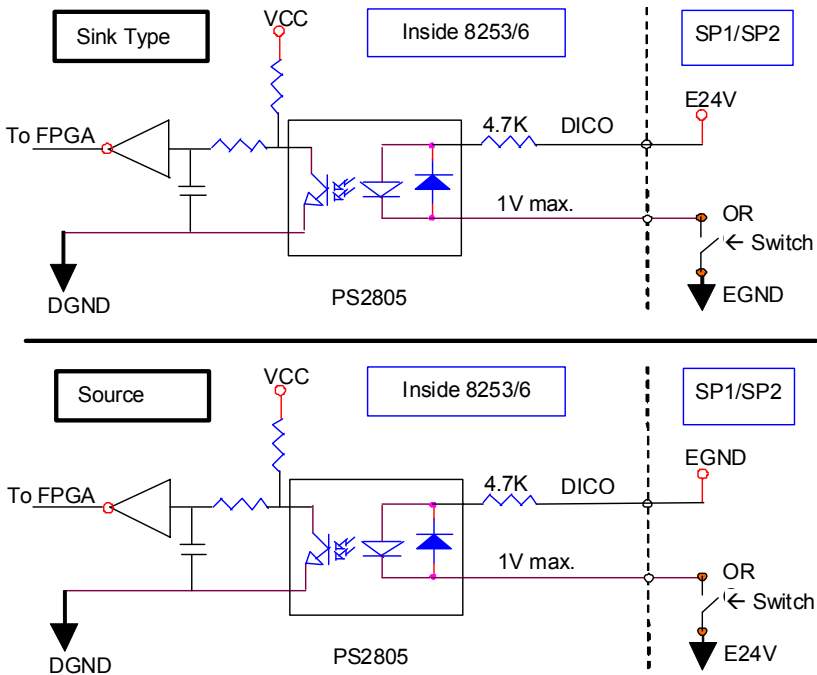 Sink Type
VCC
Inside 8253/6
SP1/SP2
E24V
To FPGA
4.7K
DICO
1V max.
OR
← Switch
DGND
PS2805
EGND
Source
VCC
Inside 8253/6
SP1/SP2
EGND
To FPGA
4.7K
DICO
1V max.
OR
← Switch
DGND
PS2805
E24V